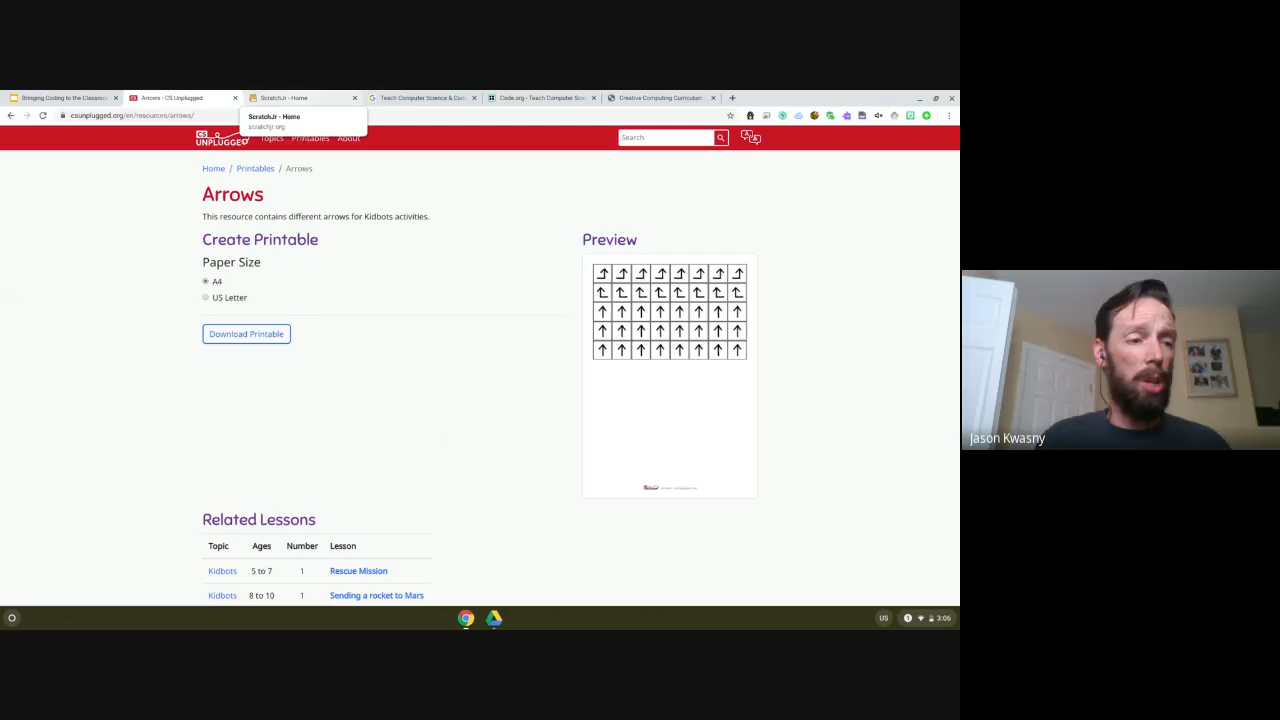 Bringing Coding to the Classroom
Arrows - CS Unplugged
ScratchJr - Home
Teach Computer Science & Codi
Code.org - Teach Computer Scien
Creative Computing Curriculum
csunplugged.org/en/resources/arrows/
ScratchJr - Home
scratchjr.org
CS UNPLUGGED
Topics
Printables
About
Search
Home / Printables / Arrows
Arrows
This resource contains different arrows for Kidbots activities.
Create Printable
Preview
Paper Size
A4
US Letter
Download Printable
Related Lessons
Topic Ages Number Lesson
Kidbots 5 to 7 1 Rescue Mission
Kidbots 8 to 10 1 Sending a rocket to Mars
US
3:06
Jason Kwasny